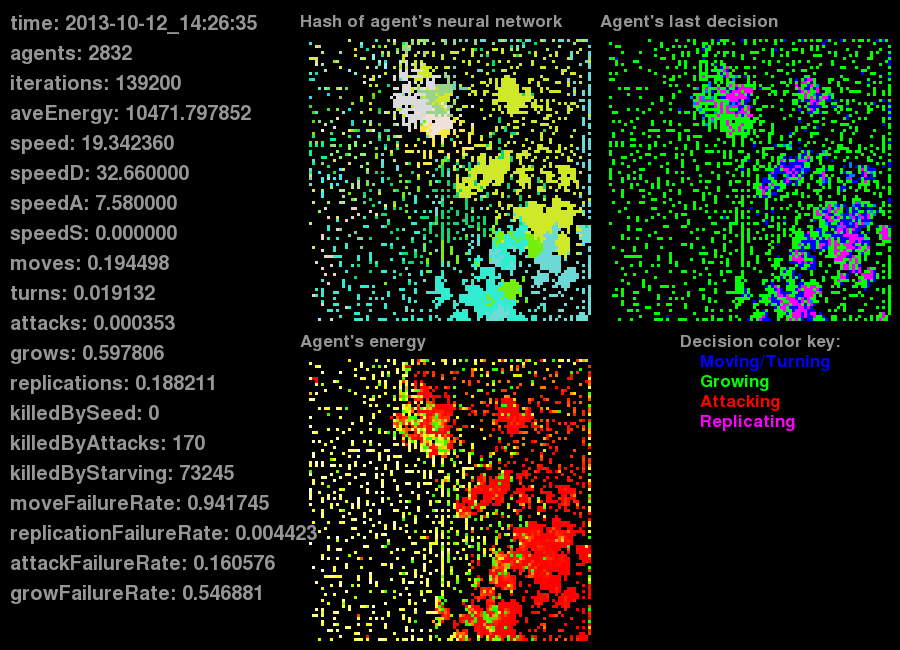 time: 2013-10-12_14:26:35
agents: 2832
iterations: 139200
aveEnergy: 10471.797852
speed: 19.342360
speedD: 32.660000
speedA: 7.580000
speedS: 0.000000
moves: 0.194498
turns: 0.019132
attacks: 0.000353
grows: 0.597806
replications: 0.188211
killedBySeed: 0
killedByAttacks: 170
killedByStarving: 73245
moveFailureRate: 0.941745
replicationFailureRate: 0.004423
attackFailureRate: 0.160576
growFailureRate: 0.546881
Hash of agent's neural network
Agent's last decision
Agent's energy
Decision color key:
Moving/Turning
Growing
Attacking
Replicating